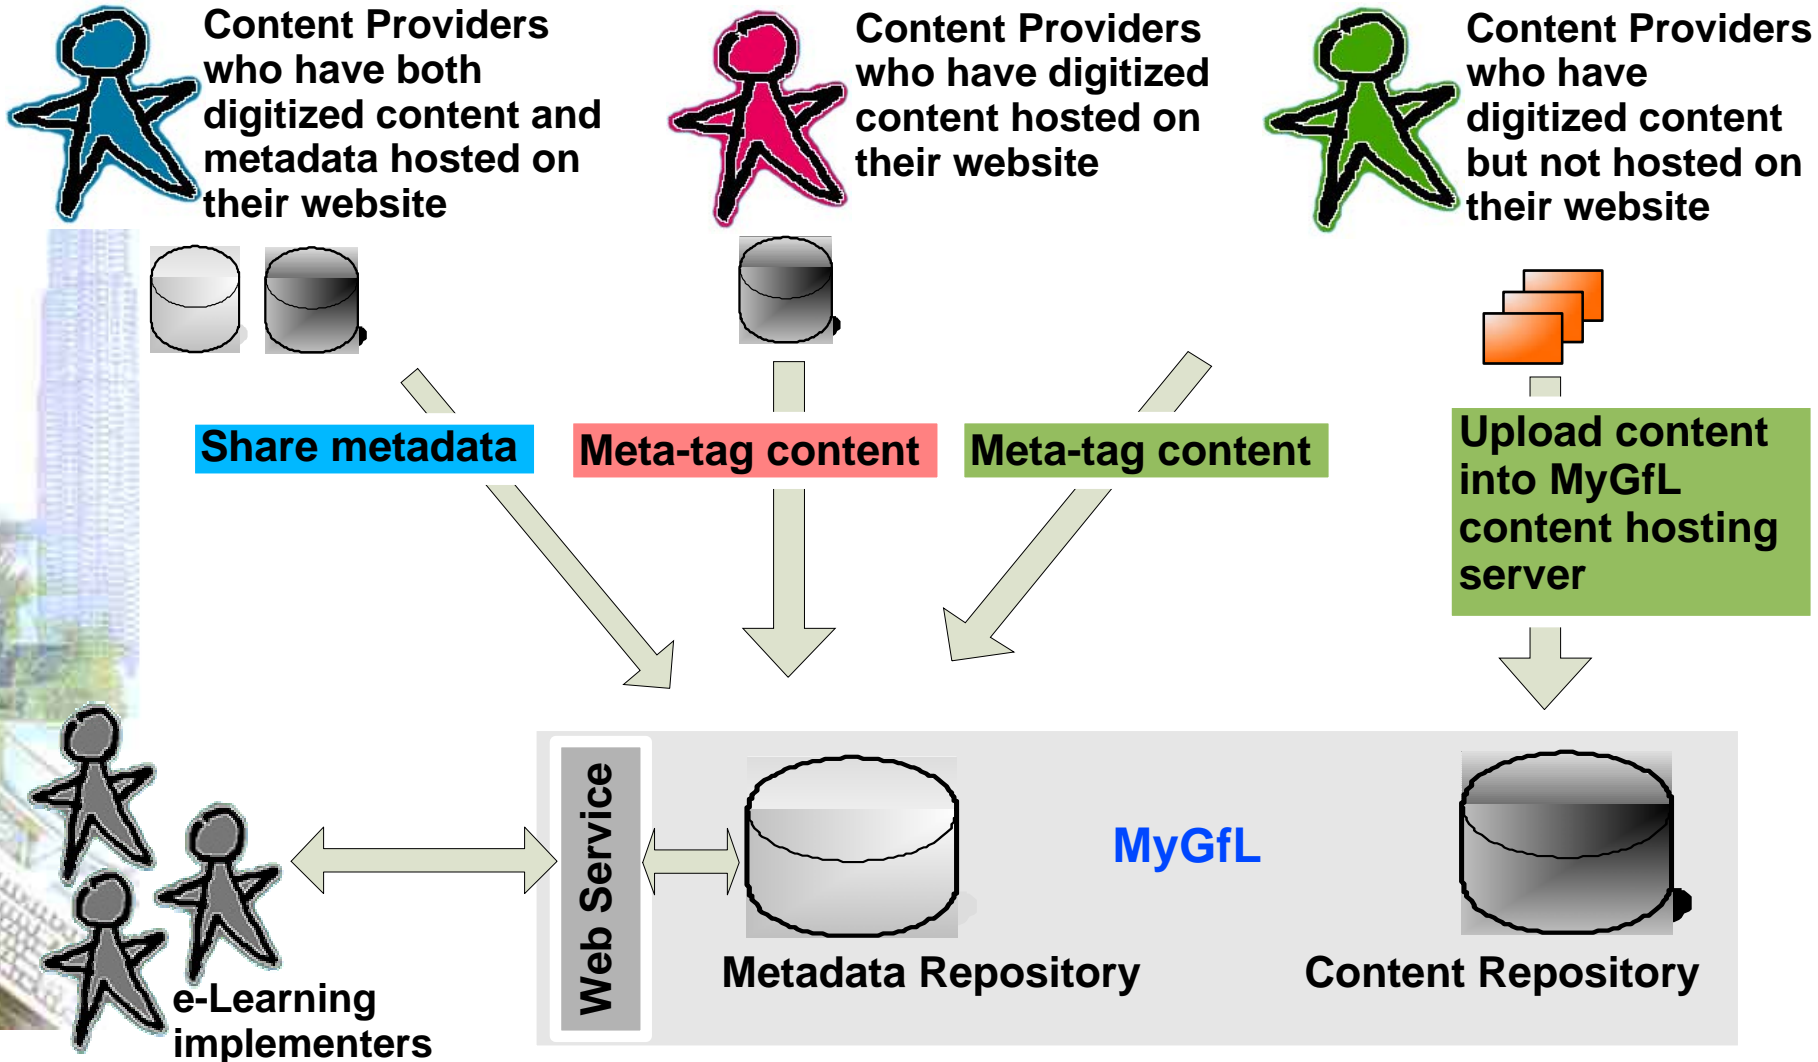 Content Providers
who have both
digitized content and
metadata hosted on
their website
Content Providers
who have digitized
content hosted on
their website
Content Providers
who have
digitized content
but not hosted on
their website
Share metadata
Meta-tag content
Meta-tag content
Upload content
into MyGfL
content hosting
server
Web Service
MyGfL
Metadata Repository
Content Repository
e-Learning
implementers